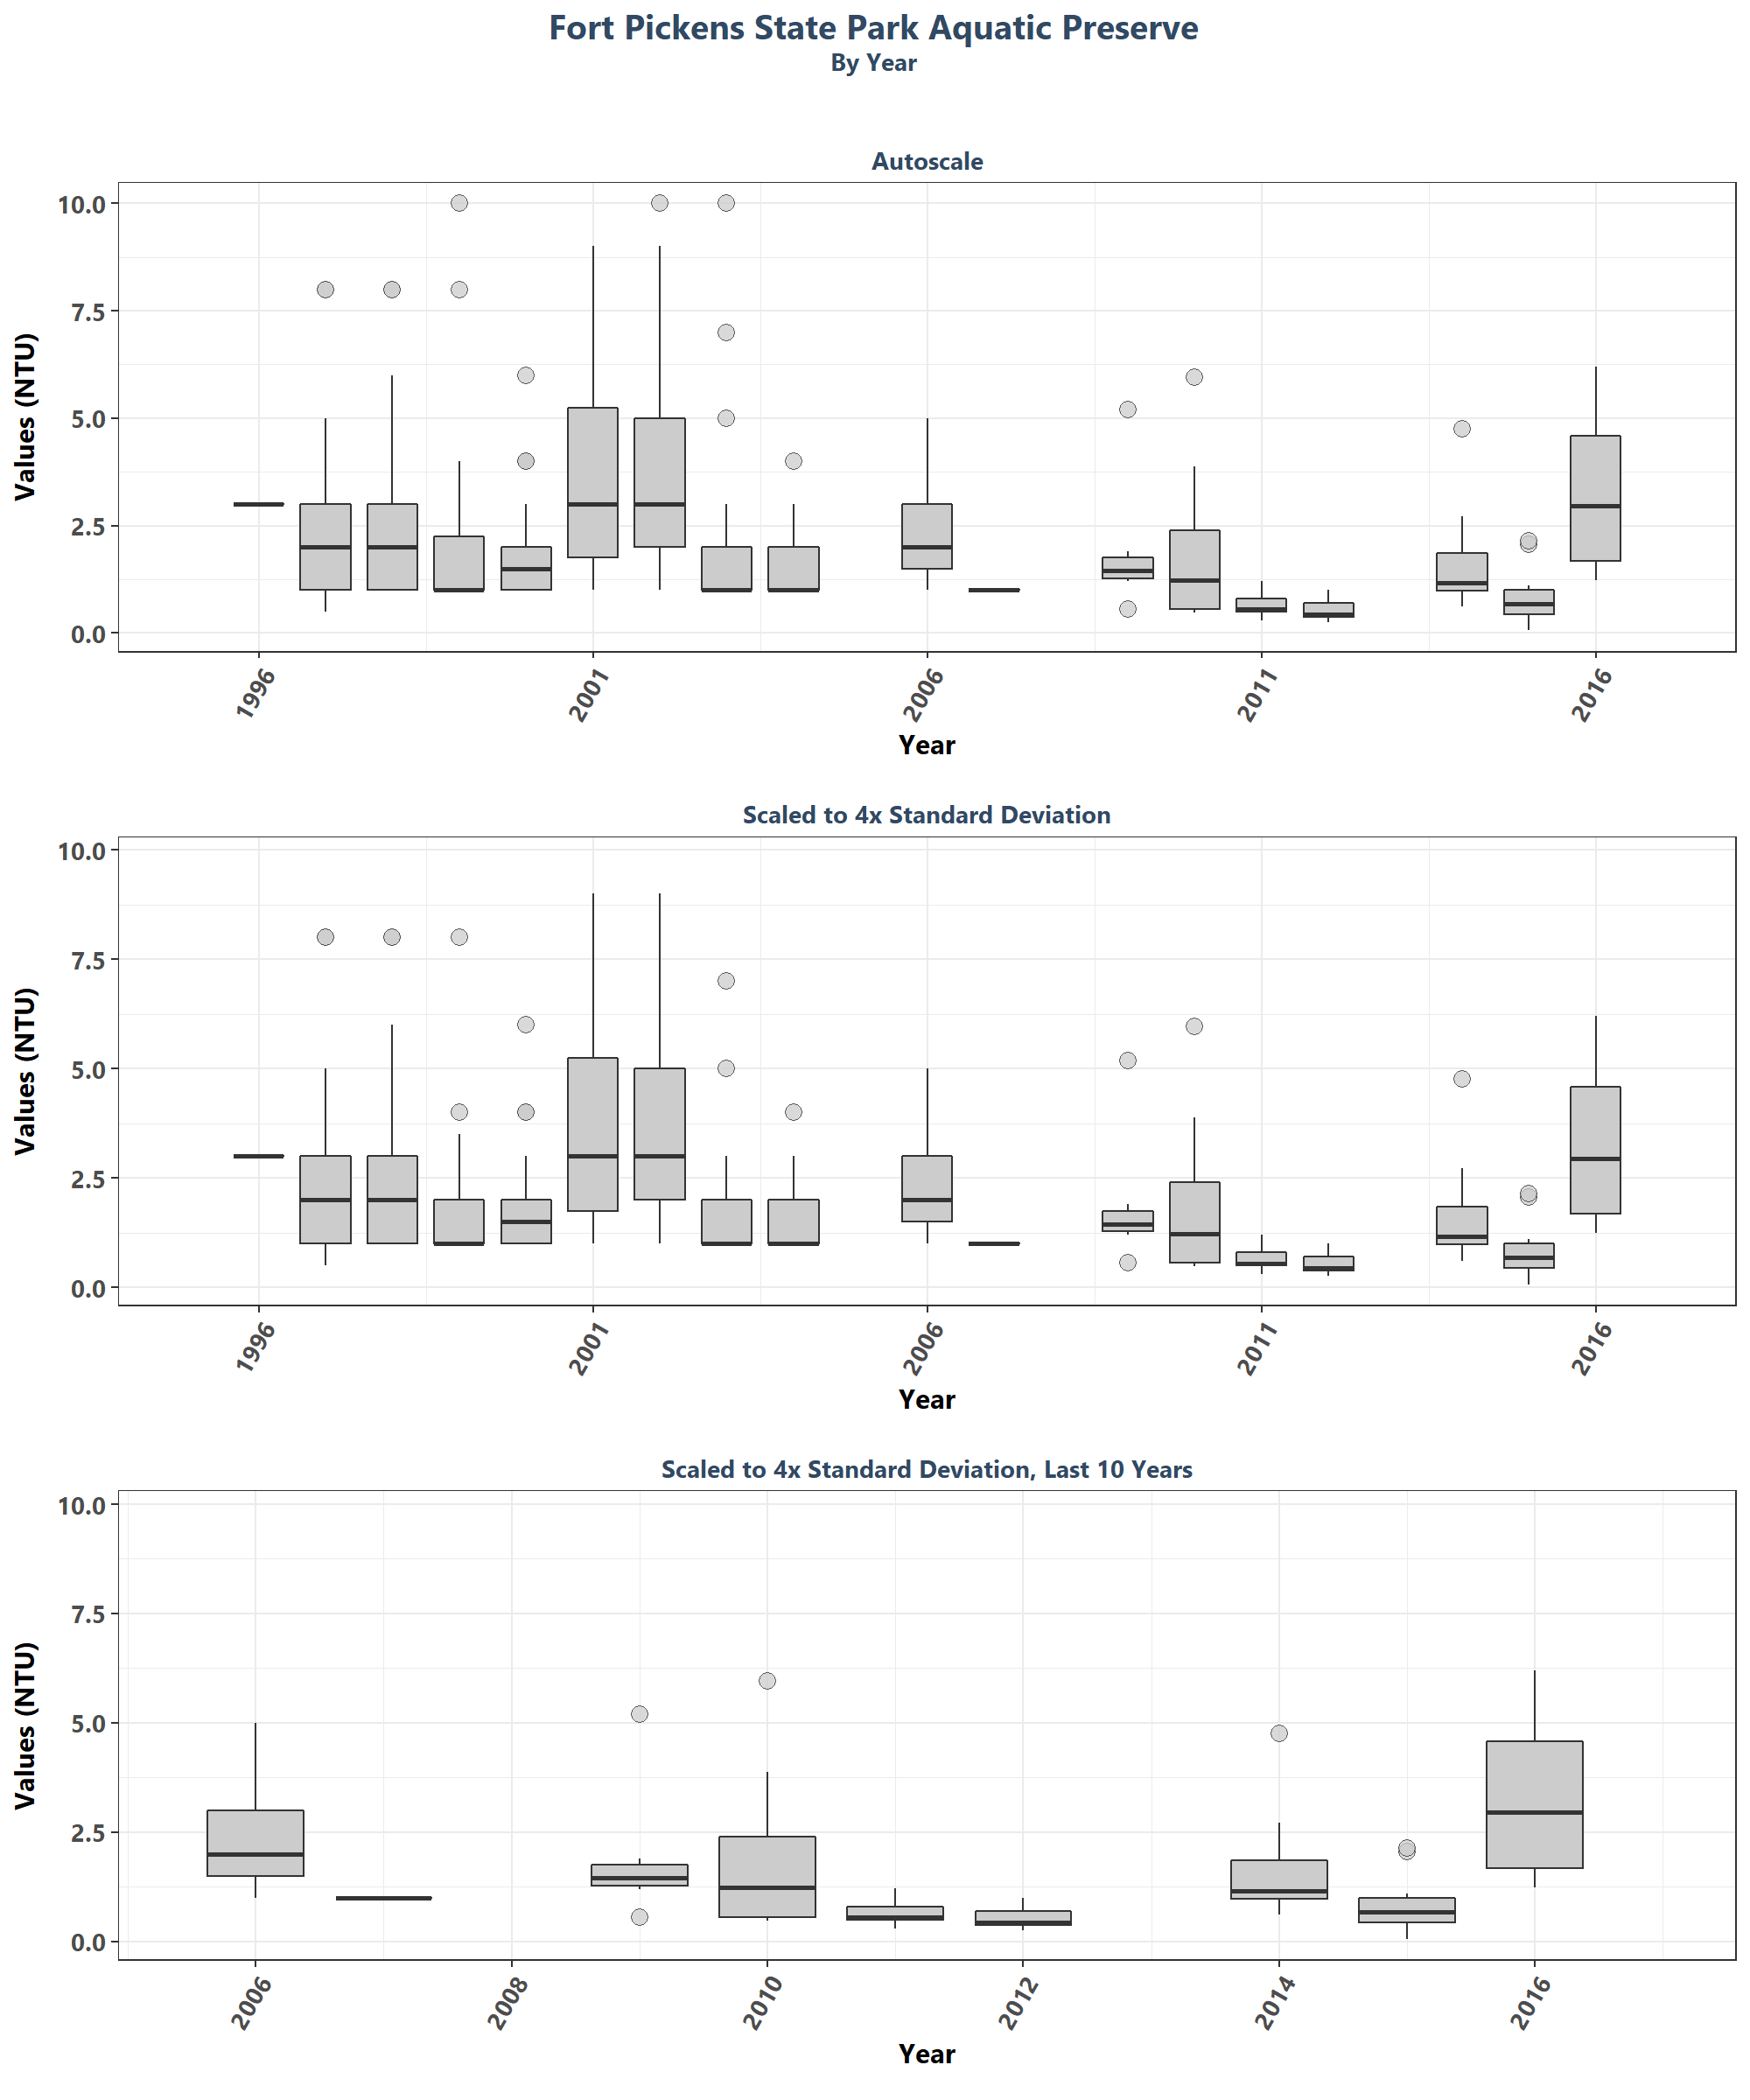 Fort Pickens State Park Aquatic Preserve
By Year
Autoscale
Values (NTU)
10.0
7.5
5.0
2.5
0.0
1996
2001
2006
2011
2016
Year
Scaled to 4x Standard Deviation
Values (NTU)
10.0
7.5
5.0
2.5
0.0
1996
2001
2006
2011
2016
Year
Scaled to 4x Standard Deviation, Last 10 Years
Values (NTU)
10.0
7.5
5.0
2.5
0.0
2006
2008
2010
2012
2014
2016
Year